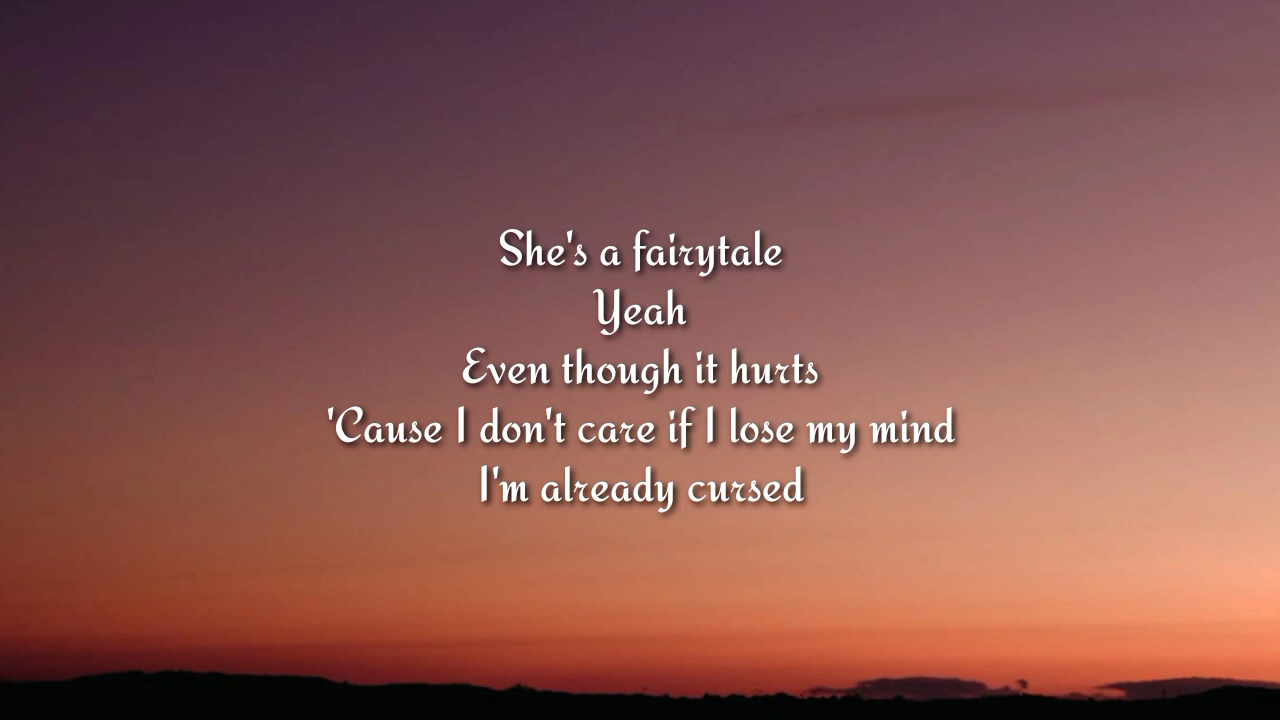 She's a fairytale
Yeah
Even though it hurts
'Cause I don't care if I lose my mind
I'm already cursed